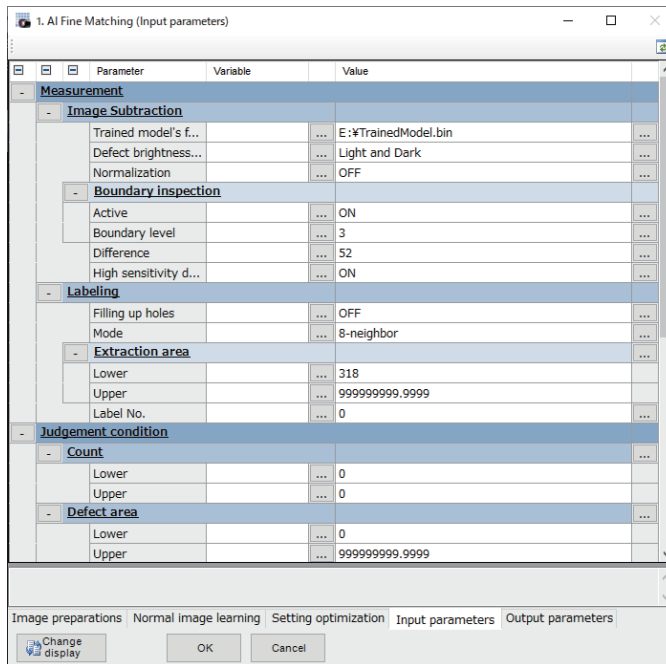 1. AI Fine Matching (Input parameters)
Parameter Variable Value
- Measurement
- Image Subtraction
Trained model's f... ... E:¥TrainedModel.bin ...
Defect brightness... ... Light and Dark ...
Normalization ... OFF ...
- Boundary inspection
Active ... ON ...
Boundary level ... 3 ...
Difference ... 52 ...
High sensitivity d... ... ON ...
- Labeling
Filling up holes ... OFF ...
Mode ... 8-neighbor ...
- Extraction area ...
Lower ... 318
Upper ... 999999999.9999
Label No. ... 0 ...
- Judgement condition
- Count ...
Lower ... 0
Upper ... 0
- Defect area ...
Lower ... 0
Upper ... 999999999.9999
Image preparations Normal image learning Setting optimization Input parameters Output parameters
Change
display OK Cancel